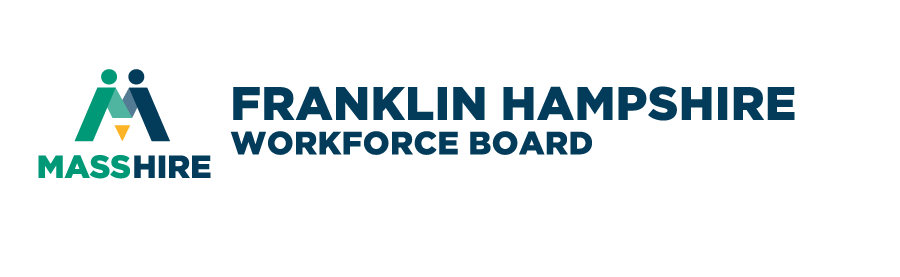 MASSHIRE
FRANKLIN HAMPSHIRE
WORKFORCE BOARD